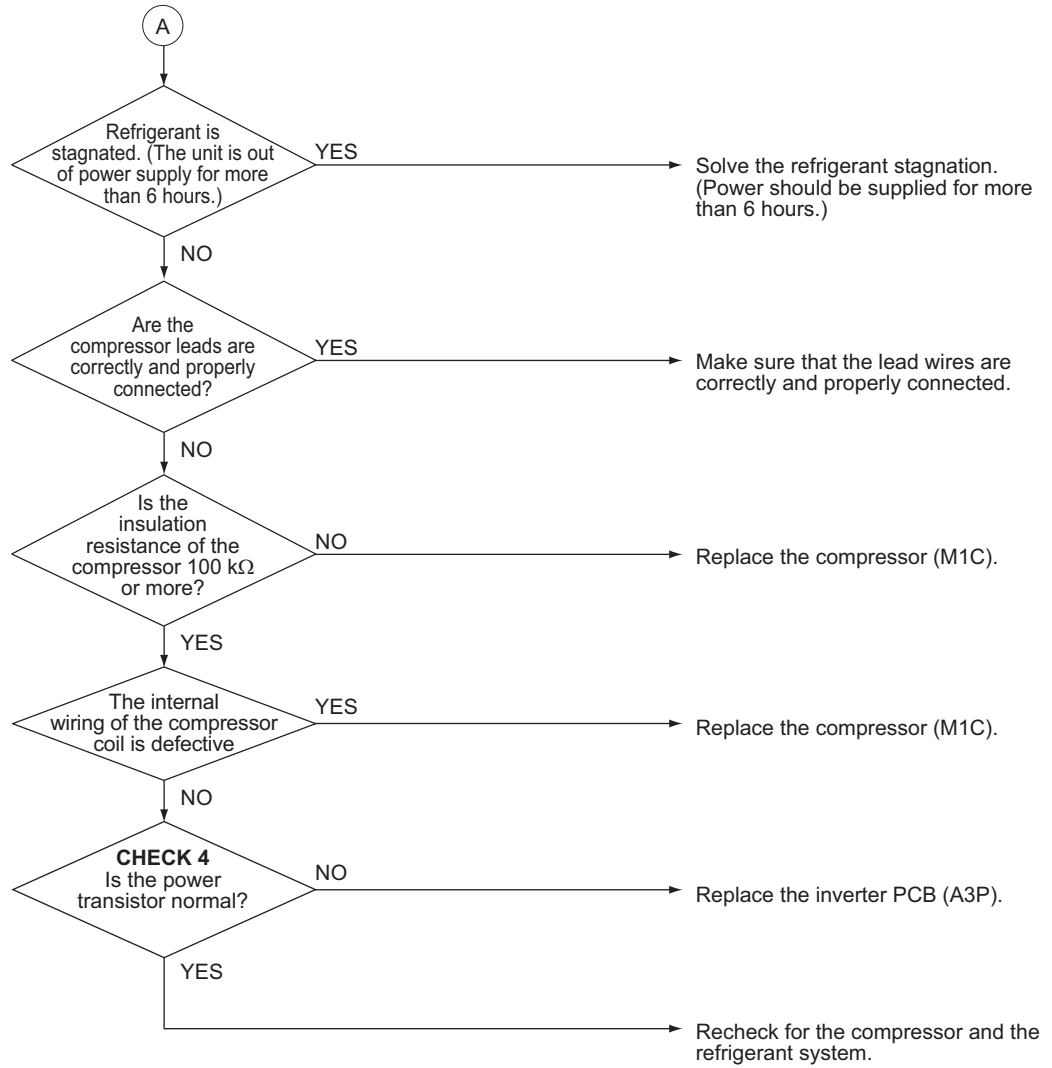 A
Refrigerant is
stagnated. (The unit is out
of power supply for more
than 6 hours.)
YES
Solve the refrigerant stagnation.
(Power should be supplied for more
than 6 hours.)
NO
Are the
compressor leads are
correctly and properly
connected?
YES
Make sure that the lead wires are
correctly and properly connected.
NO
Is the
insulation
resistance of the
compressor 100 kΩ
or more?
NO
Replace the compressor (M1C).
YES
The internal
wiring of the compressor
coil is defective
YES
Replace the compressor (M1C).
NO
CHECK 4
Is the power
transistor normal?
NO
Replace the inverter PCB (A3P).
YES
Recheck for the compressor and the
refrigerant system.